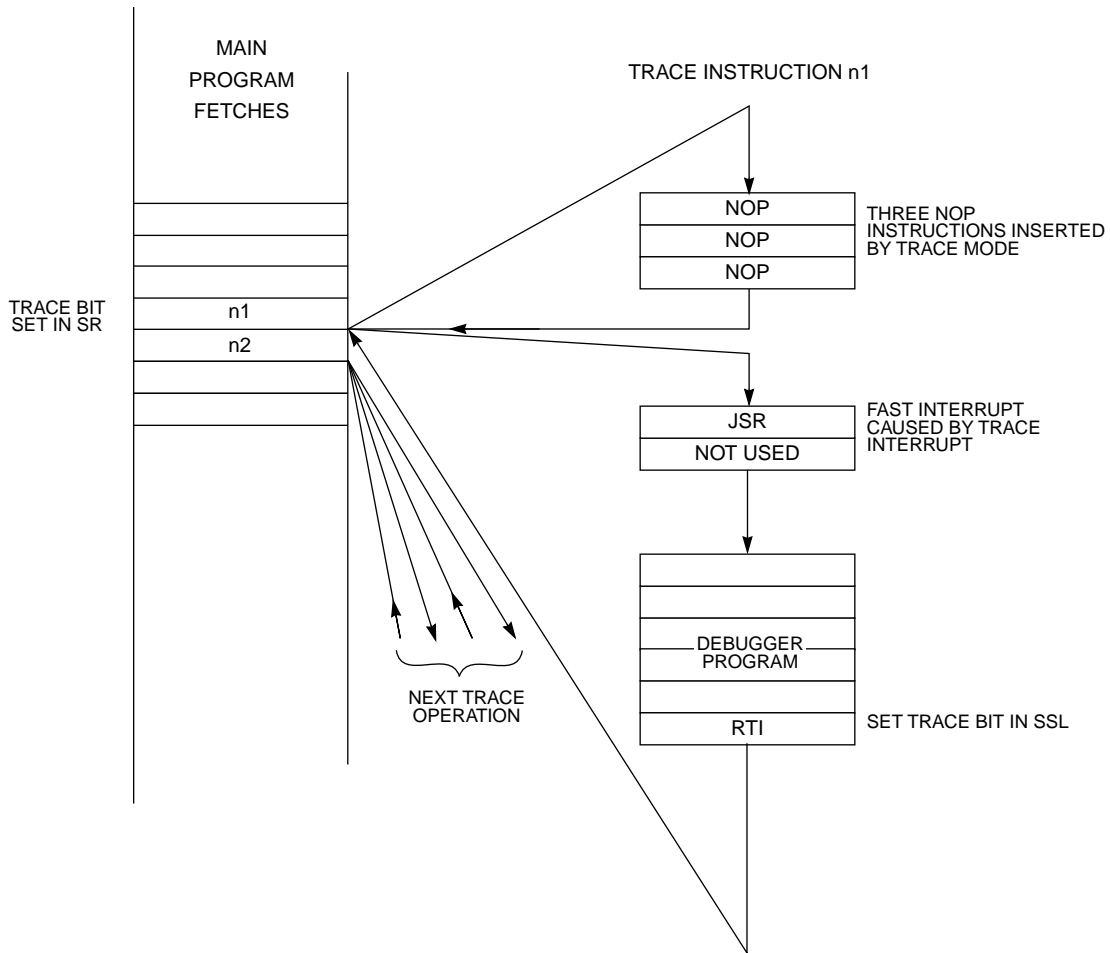 MAIN
PROGRAM
FETCHES
TRACE INSTRUCTION n1
NOP
NOP
NOP
THREE NOP
INSTRUCTIONS INSERTED
BY TRACE MODE
TRACE BIT
SET IN SR
n1
n2
JSR
NOT USED
FAST INTERRUPT
CAUSED BY TRACE
INTERRUPT
DEBUGGER
PROGRAM
RTI
SET TRACE BIT IN SSL
NEXT TRACE
OPERATION